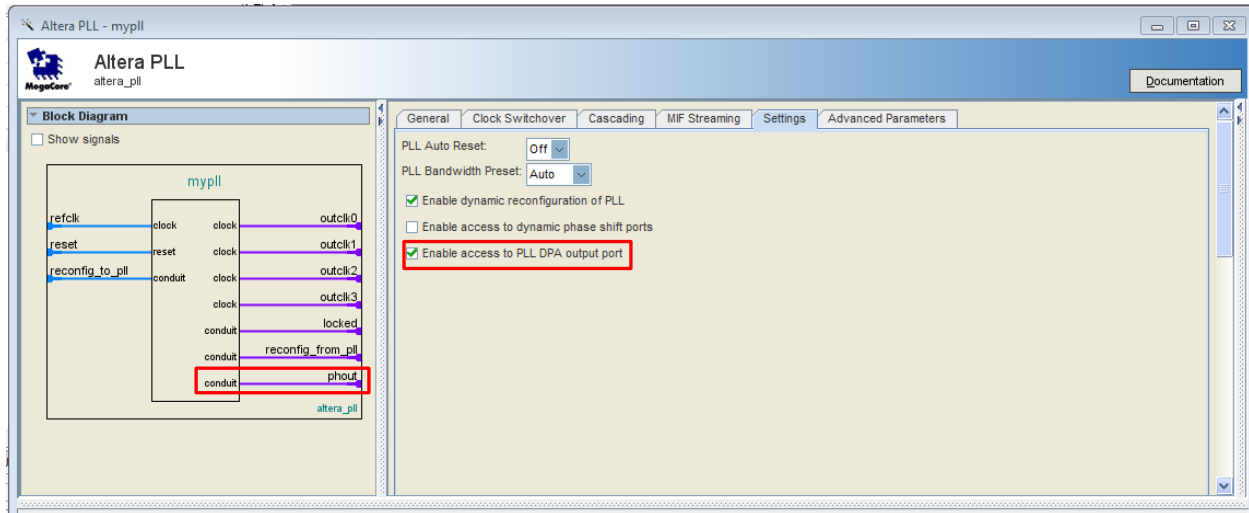 Altera PLL - mypll
Altera PLL
altera_pll
MegaCore®
Documentation
Block Diagram
Show signals
mypll
refclk
clock
clock
outclk0
reset
reset
clock
outclk1
reconfig_to_pll
conduit
clock
outclk2
clock
outclk3
conduit
locked
conduit
reconfig_from_pll
conduit
phout
altera_pll
General
Clock Switchover
Cascading
MIF Streaming
Settings
Advanced Parameters
PLL Auto Reset:
Off
PLL Bandwidth Preset:
Auto
Enable dynamic reconfiguration of PLL
Enable access to dynamic phase shift ports
Enable access to PLL DPA output port